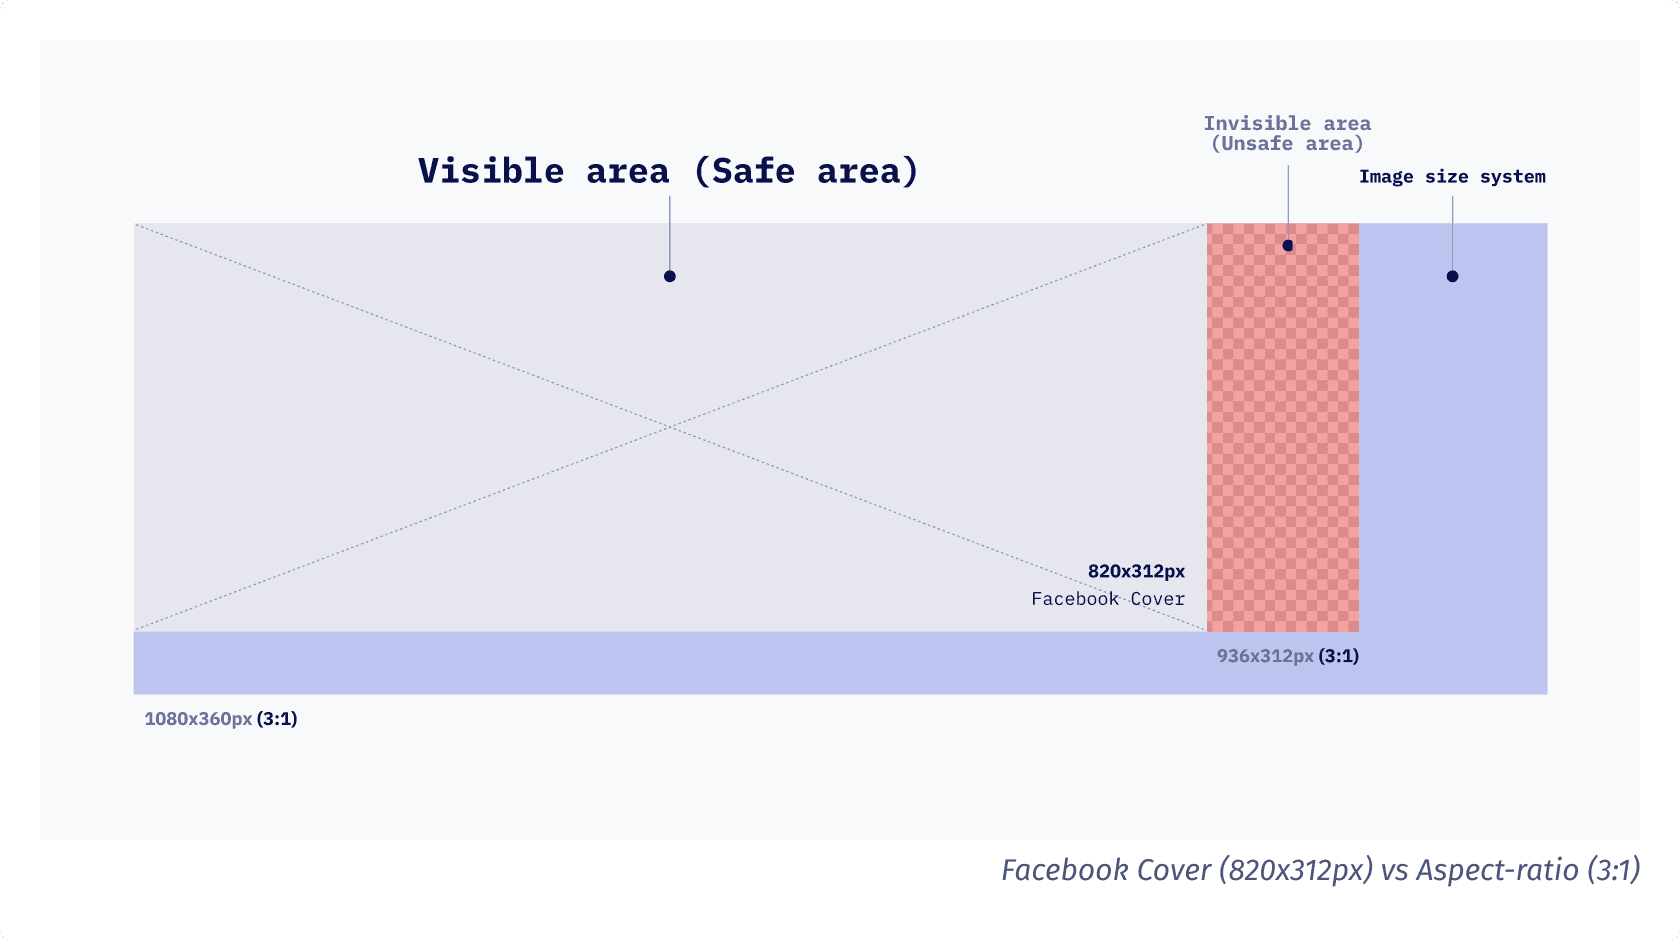 Invisible area
(Unsafe area)
Visible area (Safe area)
Image size system
820x312px
Facebook Cover
936x312px (3:1)
1080x360px (3:1)
Facebook Cover (820x312px) vs Aspect-ratio (3:1)